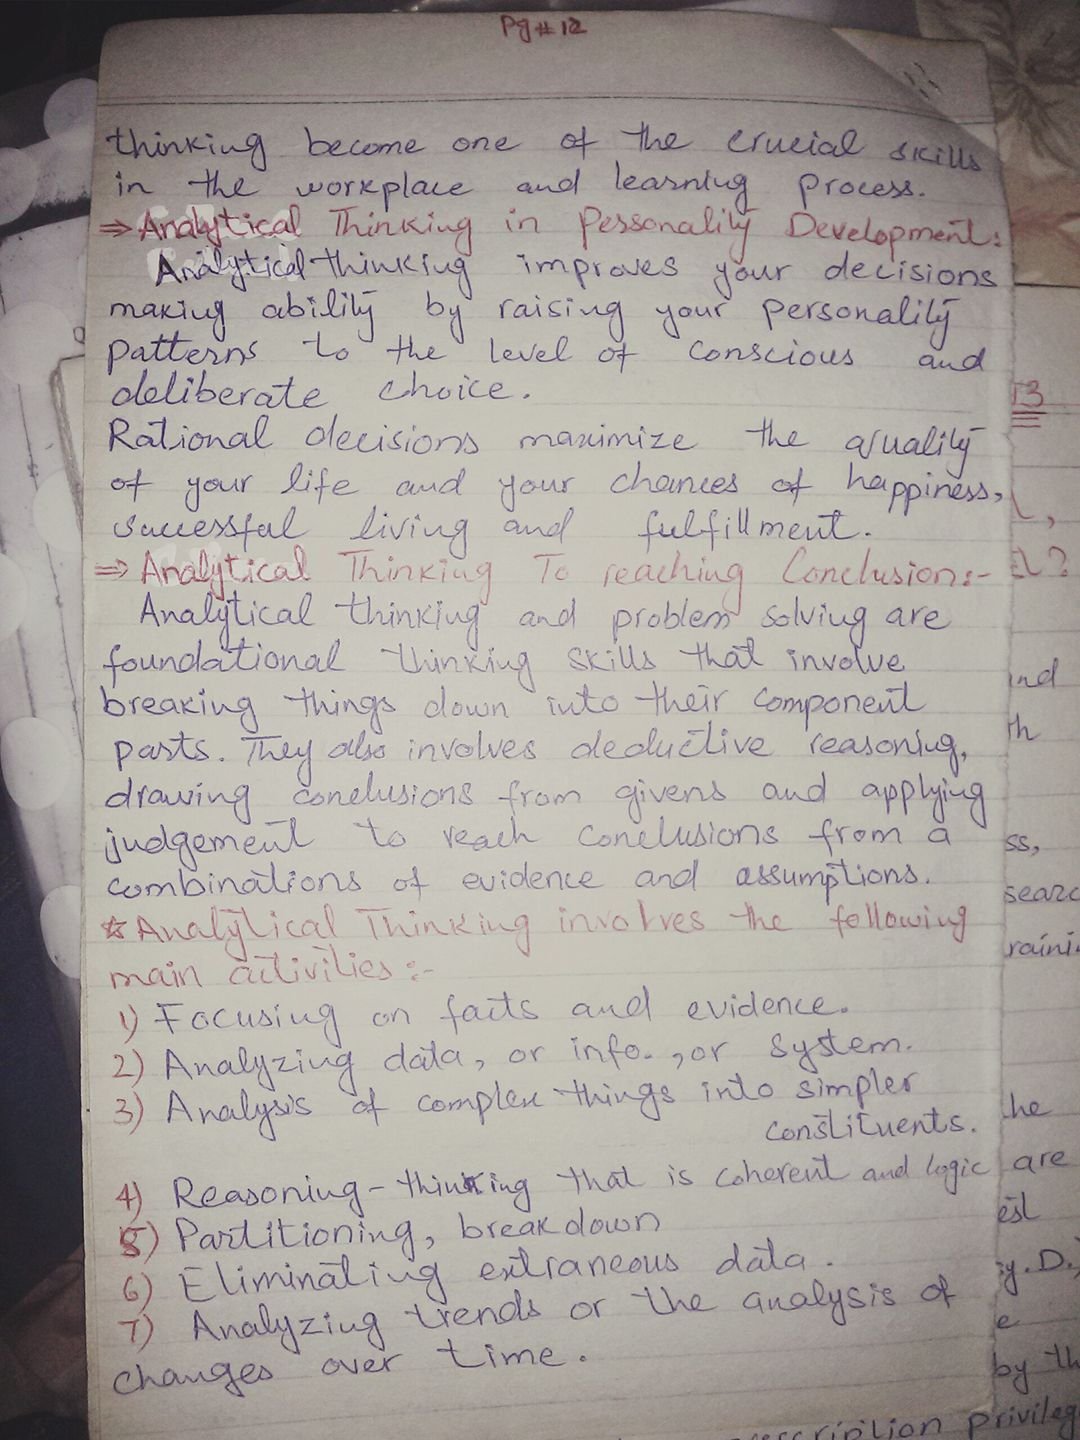 Pg # 12
13
thinking become one of the crucial skills
in the workplace and learning process.
⇒ Analytical Thinking in Personality Development:
Analytical thinking improves your decisions
making ability by raising your personality
patterns to the level of conscious and
deliberate choice.
Rational decisions maximize the quality
of your life and your chances of happiness,
successful living and fulfillment.
⇒ Analytical Thinking To reaching Conclusion:-
Analytical thinking and problem solving are
foundational thinking skills that involve
breaking things down into their component
parts. They also involves deductive reasoning,
drawing conclusions from givens and applying
judgement to reach conclusions from a
combinations of evidence and assumptions.
☆ Analytical Thinking involves the following
main activities:-
1) Focusing on facts and evidence.
2) Analyzing data, or info., or system.
3) Analysis of complex things into simpler
constituents.
4) Reasoning - thinking that is coherent and logic
5) Partitioning, breakdown
6) Eliminating extraneous data.
7) Analyzing trends or the analysis of
changes over time.
13
are
by th
privileg